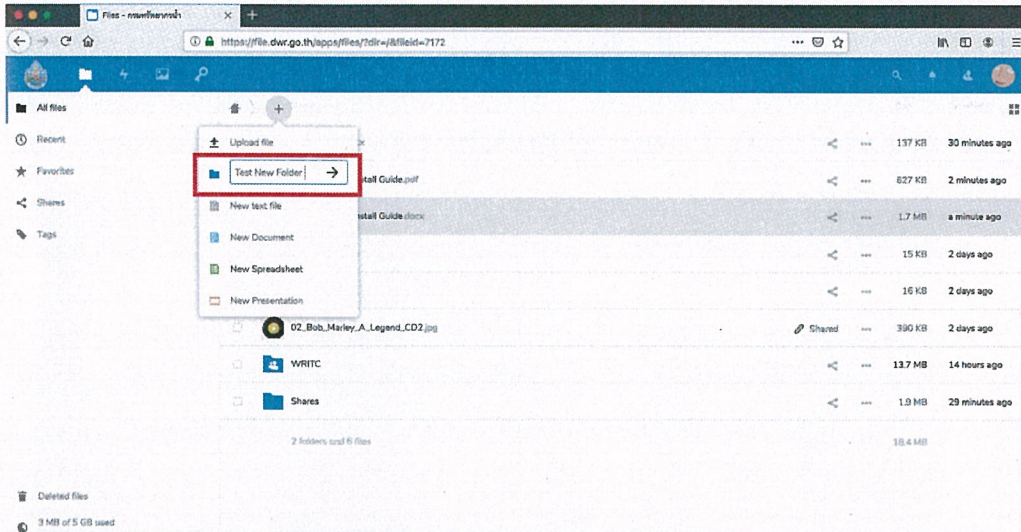 Files - กรมทรัพยากรน้ำ
https://file.dwr.go.th/apps/files/?dir=/&fileid=7172
All files
Recent
Favorites
Shares
Tags
Upload file
Test New Folder
New text file
New Document
New Spreadsheet
New Presentation
137 KB 30 minutes ago
tall Guide.pdf 627 KB 2 minutes ago
stall Guide.docx 1.7 MB a minute ago
15 KB 2 days ago
16 KB 2 days ago
02_Bob_Marley_A_Legend_CD2.jpg Shared 390 KB 2 days ago
WRITC 13.7 MB 14 hours ago
Shares 1.9 MB 29 minutes ago
2 folders and 6 files 18.4 MB
Deleted files
3 MB of 5 GB used